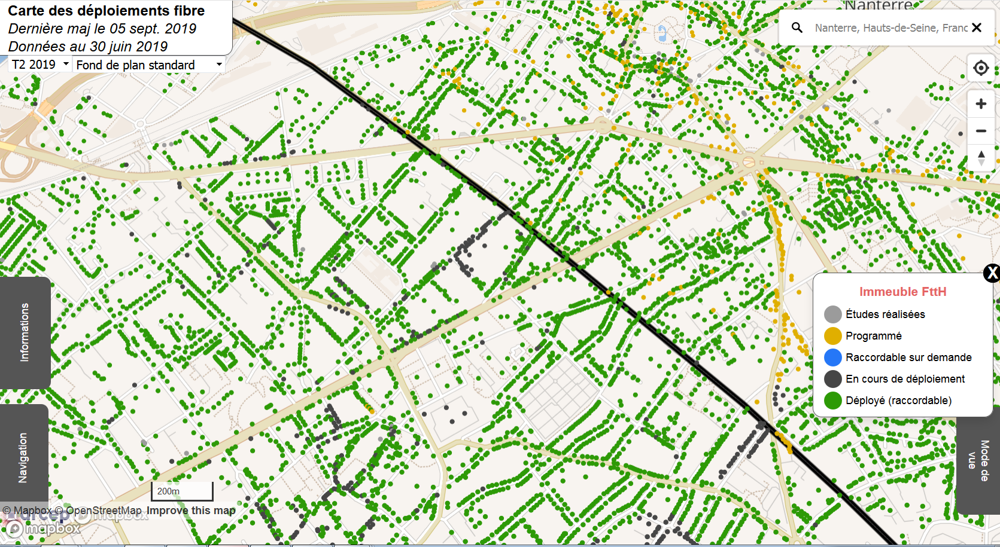 Carte des déploiements fibre
Dernière maj le 05 sept. 2019
Données au 30 juin 2019
T2 2019
Fond de plan standard
Nanterre
Nanterre, Hauts-de-Seine, Franc
X
Immeuble FttH
Études réalisées
Programmé
Raccordable sur demande
En cours de déploiement
Déployé (raccordable)
Informations
Navigation
Mode de
vue
200m
© Mapbox © OpenStreetMap Improve this map
arcep
mapbox
mapbox